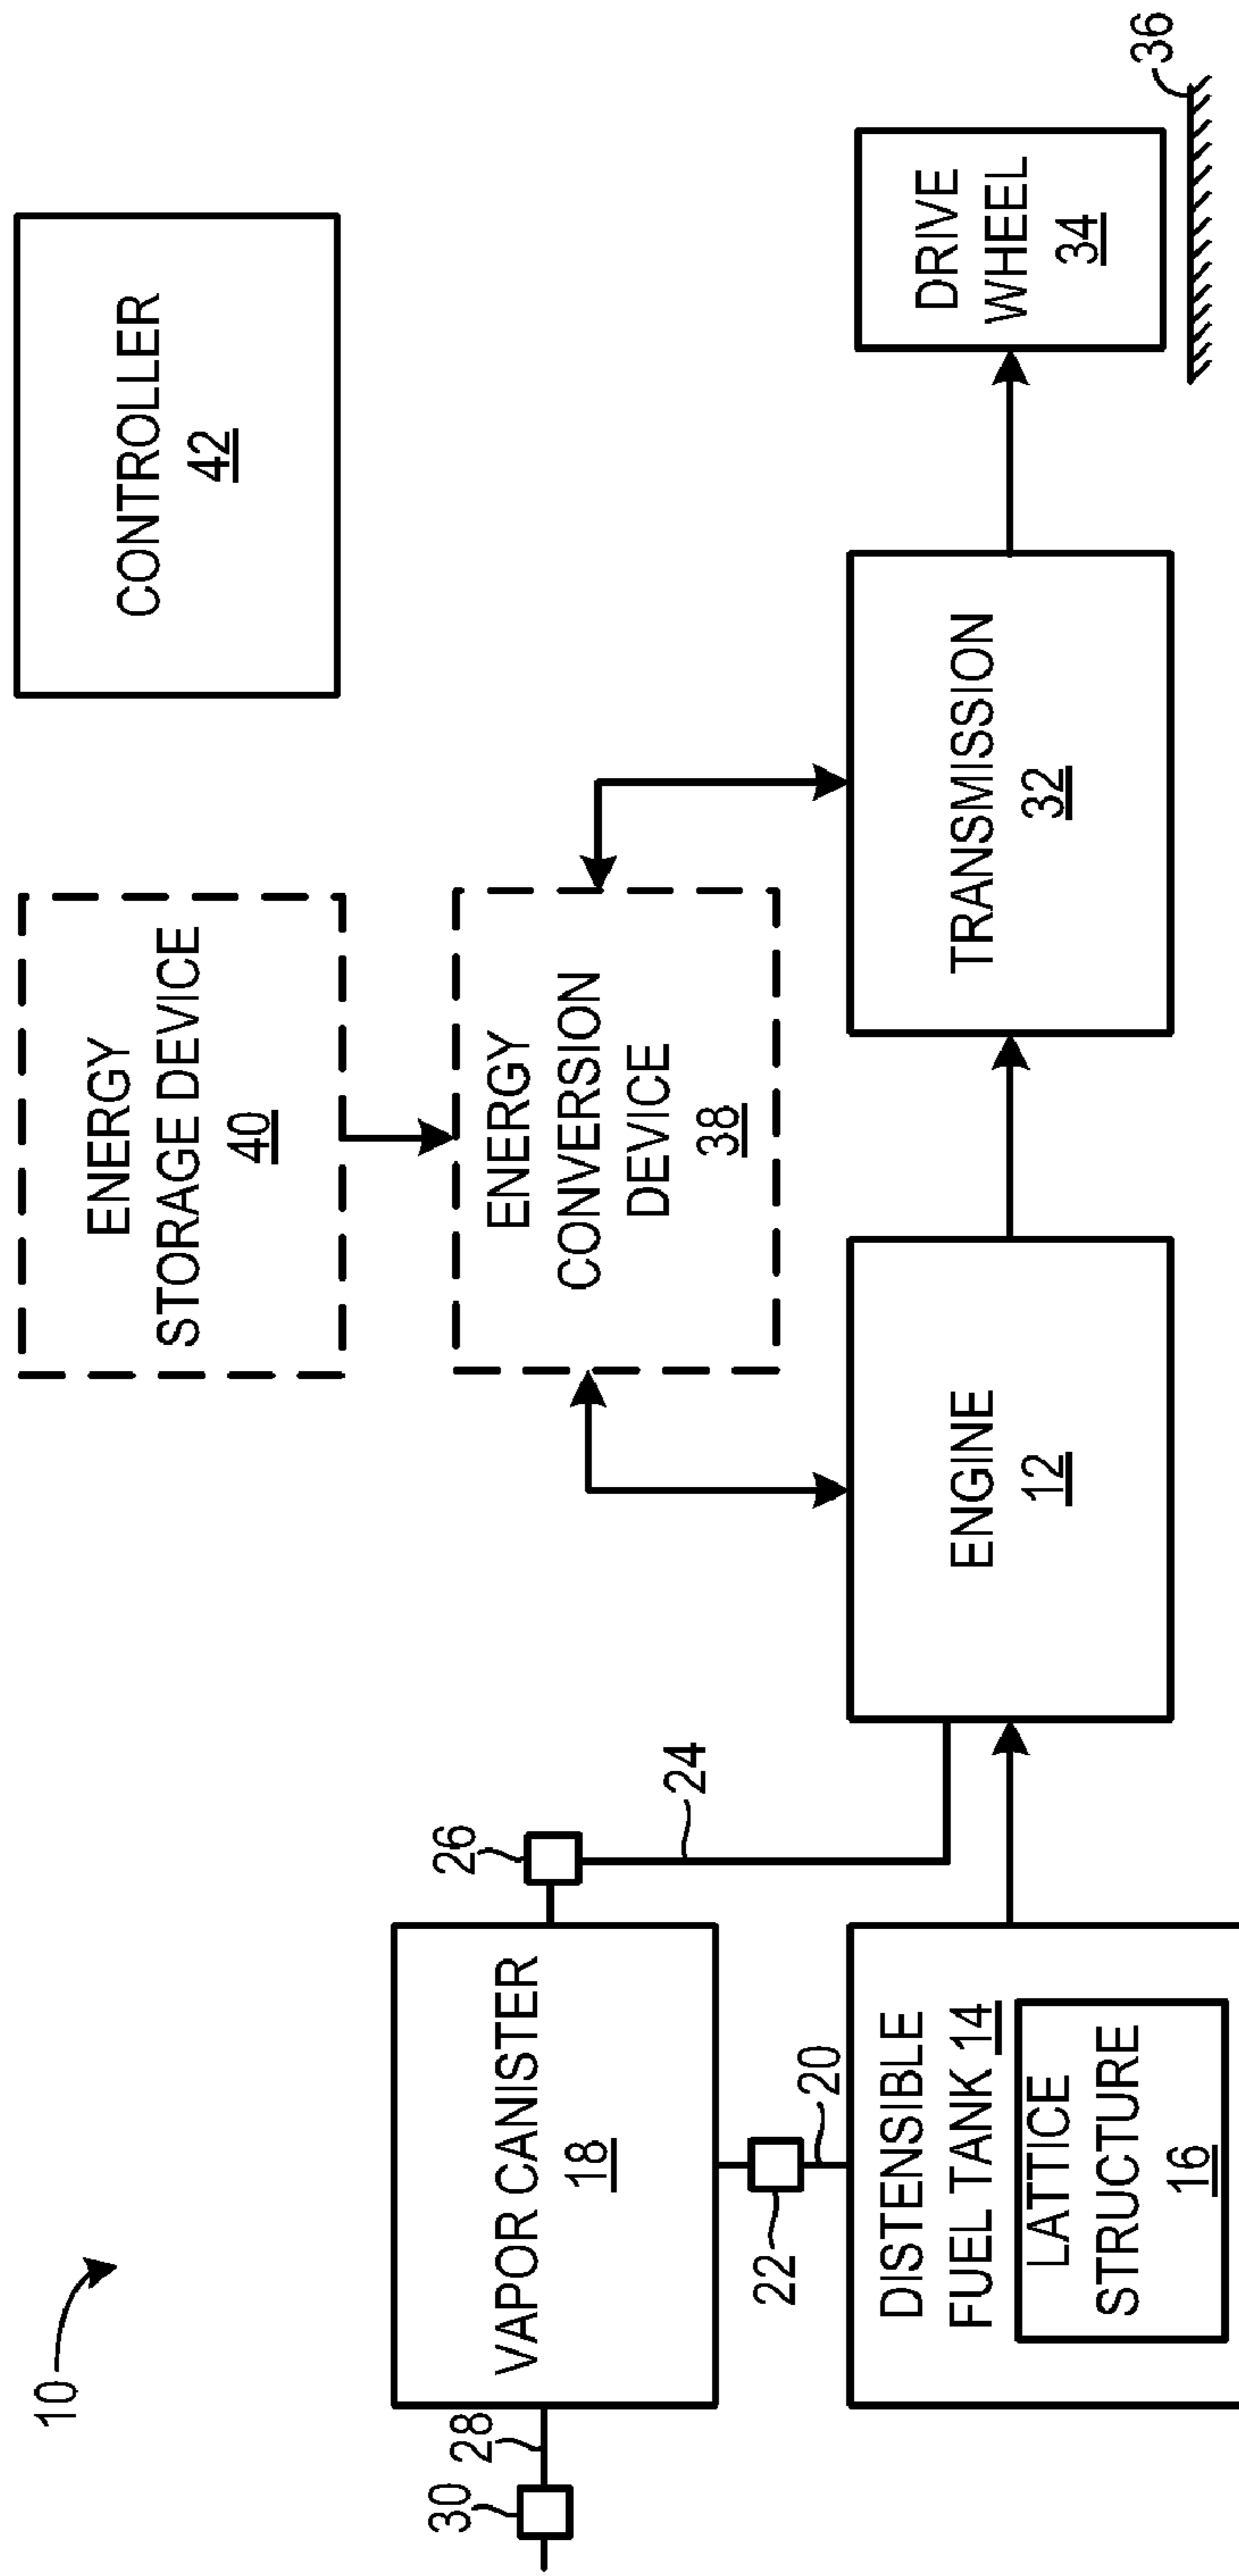 10
CONTROLLER
42
ENERGY
STORAGE DEVICE
40
ENERGY
CONVERSION
DEVICE
38
30
28
VAPOR CANISTER
18
26
24
22
20
DISTENSIBLE
FUEL TANK 14
LATTICE
STRUCTURE
16
ENGINE
12
TRANSMISSION
32
DRIVE
WHEEL
34
36